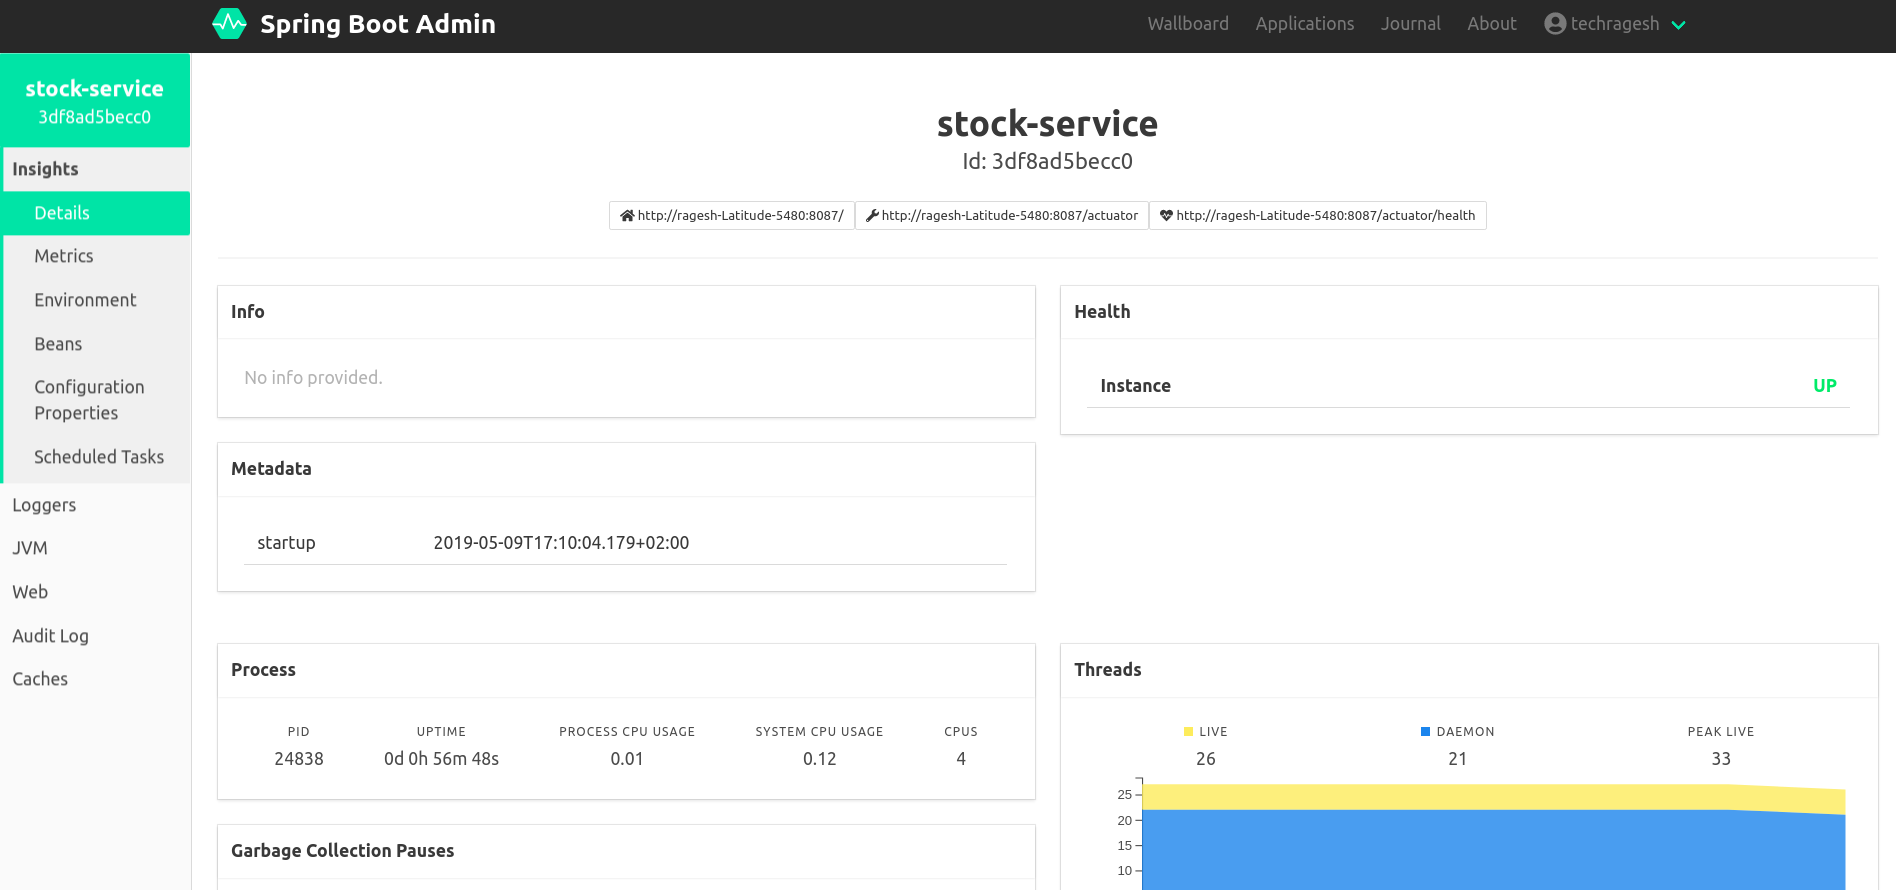 Spring Boot Admin
Wallboard Applications Journal About techragesh
stock-service
3df8ad5becc0
Insights
Details
Metrics
Environment
Beans
Configuration
Properties
Scheduled Tasks
Loggers
JVM
Web
Audit Log
Caches
stock-service
Id: 3df8ad5becc0
http://ragesh-Latitude-5480:8087/ http://ragesh-Latitude-5480:8087/actuator http://ragesh-Latitude-5480:8087/actuator/health
Info
No info provided.
Health
Instance UP
Metadata
startup 2019-05-09T17:10:04.179+02:00
Process
PID UPTIME PROCESS CPU USAGE SYSTEM CPU USAGE CPUS
24838 0d 0h 56m 48s 0.01 0.12 4
Threads
LIVE DAEMON PEAK LIVE
26 21 33
25
20
15
10
Garbage Collection Pauses